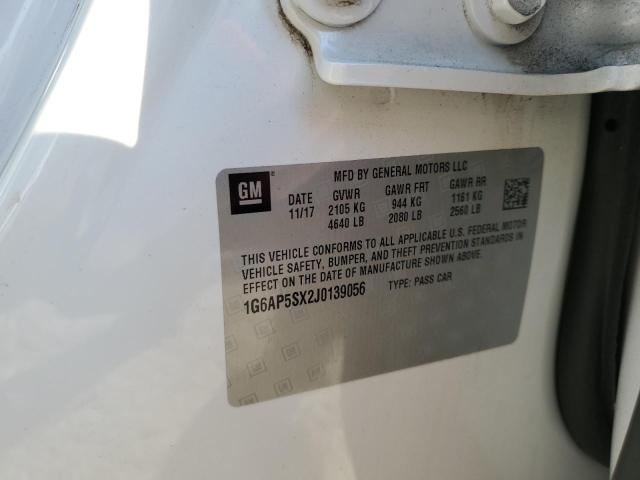 GM
MFD BY GENERAL MOTORS LLC
DATE GVWR GAWR FRT GAWR RR
11/17 2105 KG 944 KG 1161 KG
4640 LB 2080 LB 2560 LB
THIS VEHICLE CONFORMS TO ALL APPLICABLE U.S. FEDERAL MOTOR
VEHICLE SAFETY, BUMPER, AND THEFT PREVENTION STANDARDS IN
EFFECT ON THE DATE OF MANUFACTURE SHOWN ABOVE.
1G6AP5SX2J0139056 TYPE: PASS CAR